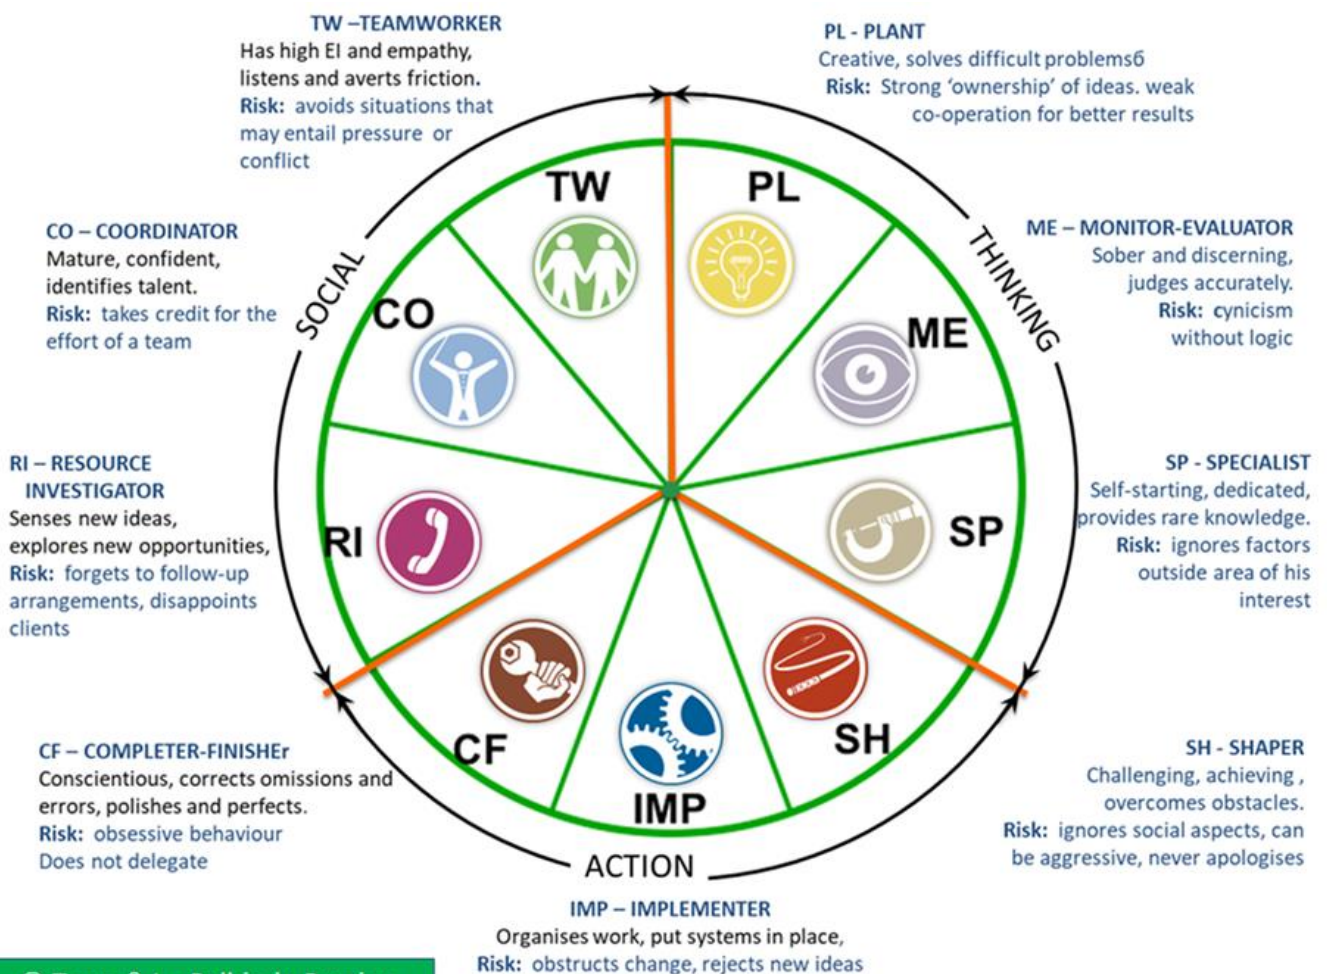 TW –TEAMWORKER
Has high EI and empathy,
listens and averts friction.
Risk: avoids situations that
may entail pressure or
conflict
PL - PLANT
Creative, solves difficult problems6
Risk: Strong ‘ownership’ of ideas. weak
co-operation for better results
CO – COORDINATOR
Mature, confident,
identifies talent.
Risk: takes credit for the
effort of a team
ME – MONITOR-EVALUATOR
Sober and discerning,
judges accurately.
Risk: cynicism
without logic
RI – RESOURCE
INVESTIGATOR
Senses new ideas,
explores new opportunities,
Risk: forgets to follow-up
arrangements, disappoints
clients
SP - SPECIALIST
Self-starting, dedicated,
provides rare knowledge.
Risk: ignores factors
outside area of his
interest
CF – COMPLETER-FINISHEr
Conscientious, corrects omissions and
errors, polishes and perfects.
Risk: obsessive behaviour
Does not delegate
SH - SHAPER
Challenging, achieving ,
overcomes obstacles.
Risk: ignores social aspects, can
be aggressive, never apologises
SOCIAL
THINKING
ACTION
TW
PL
CO
ME
RI
SP
CF
SH
IMP
IMP – IMPLEMENTER
Organises work, put systems in place,
Risk: obstructs change, rejects new ideas